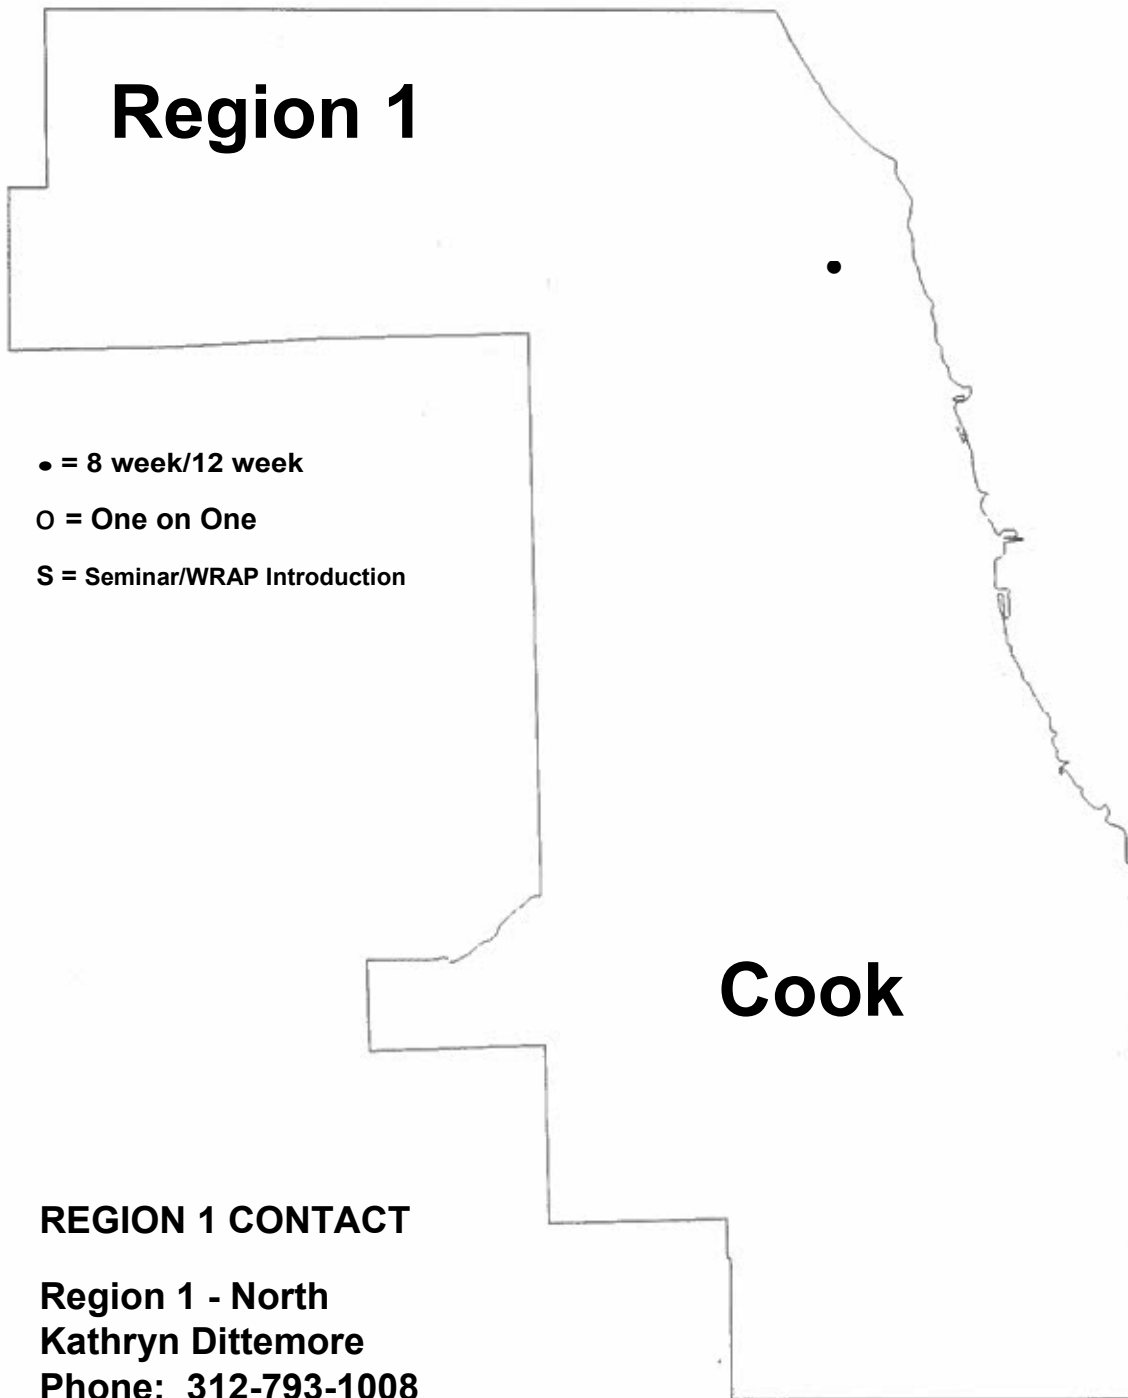 Region 1
• = 8 week/12 week
o = One on One
S = Seminar/WRAP Introduction
Cook
REGION 1 CONTACT
Region 1 - North
Kathryn Dittemore
Phone: 312-793-1008